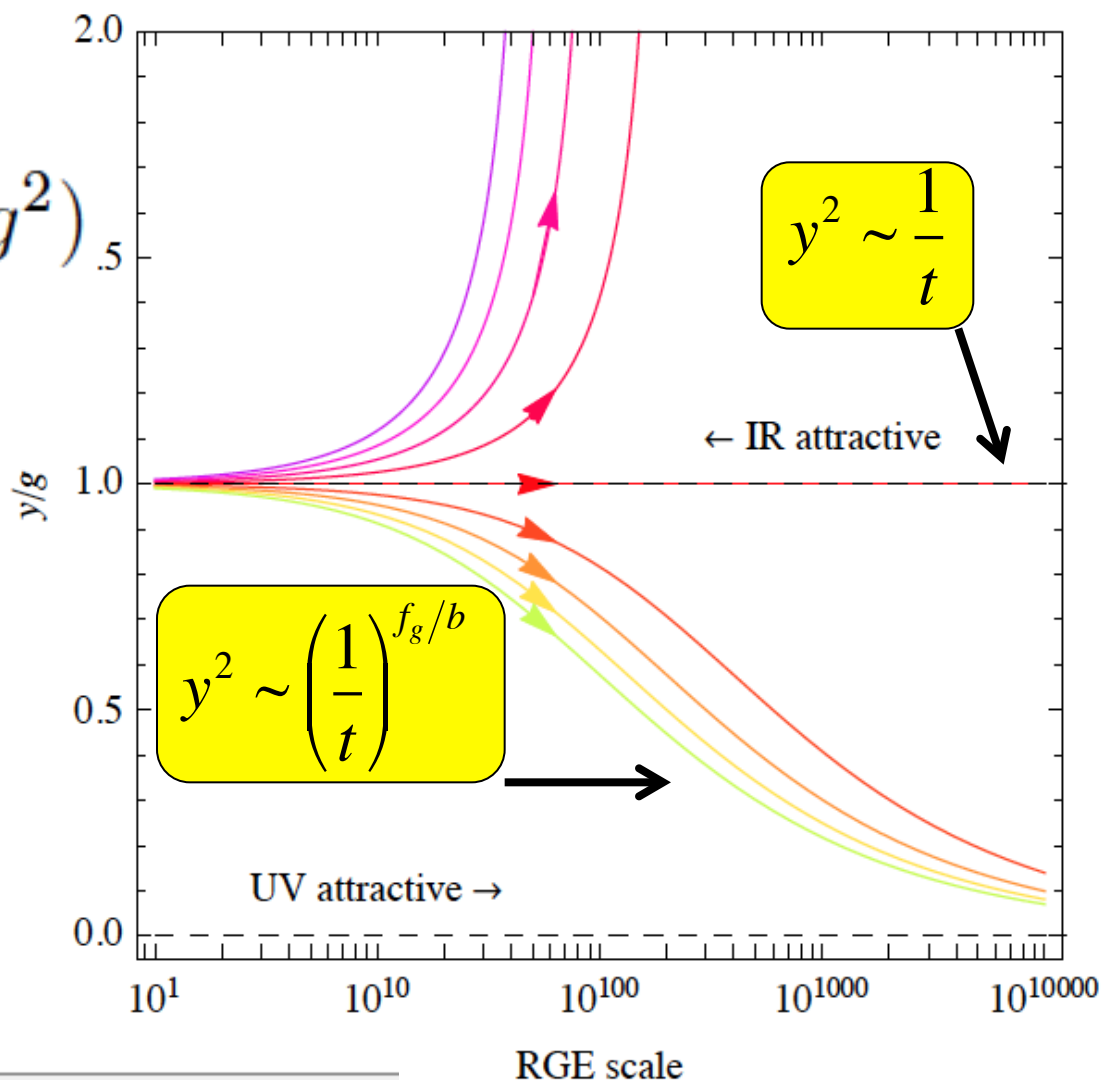 2.0
g²)
.5
y² ~ 1/t
← IR attractive
1.0
y/g
y² ~ (1/t)^{f_g/b}
0.5
UV attractive →
0.0
10¹ 10¹⁰ 10¹⁰⁰ 10¹⁰⁰⁰ 10¹⁰⁰⁰⁰
RGE scale